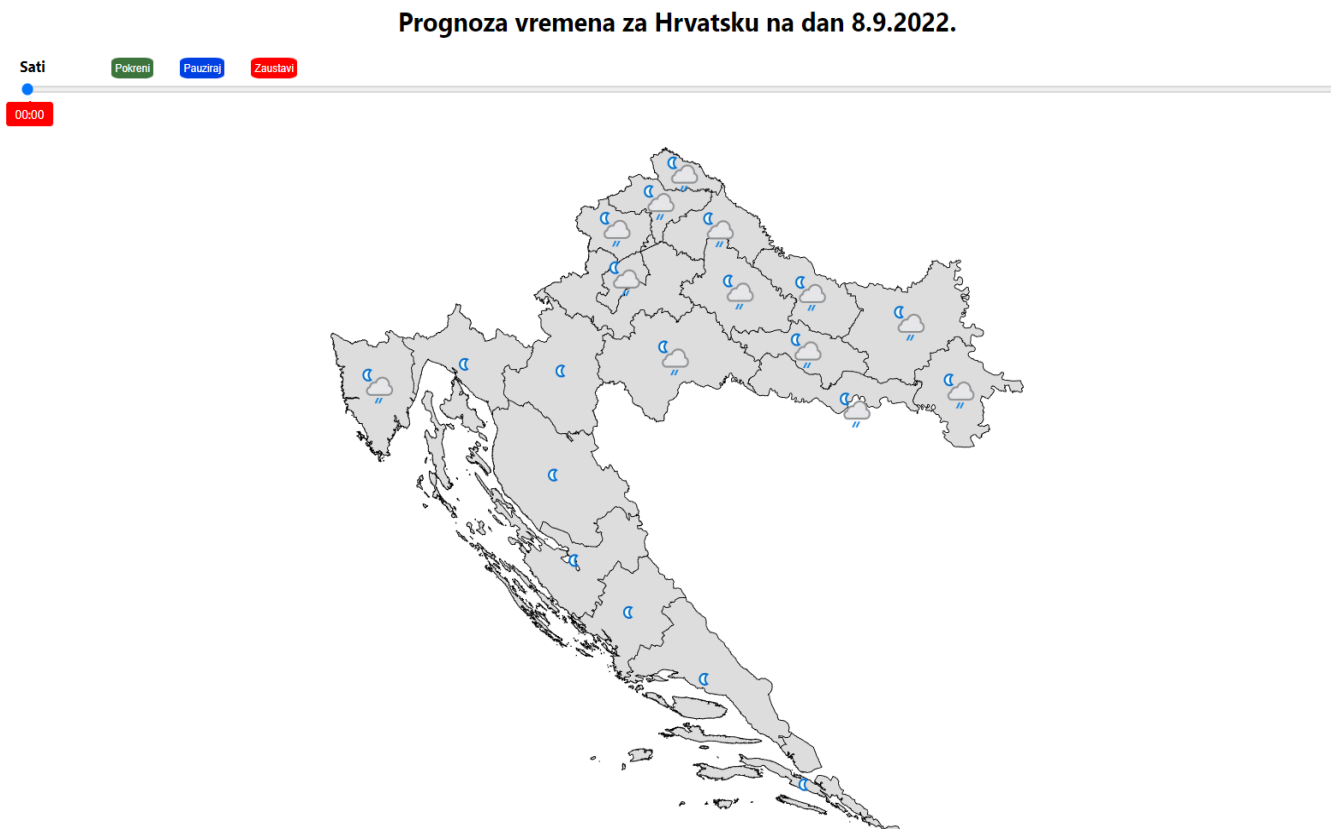 Prognoza vremena za Hrvatsku na dan 8.9.2022.
Sati Pokreni Pauziraj Zaustavi
00:00